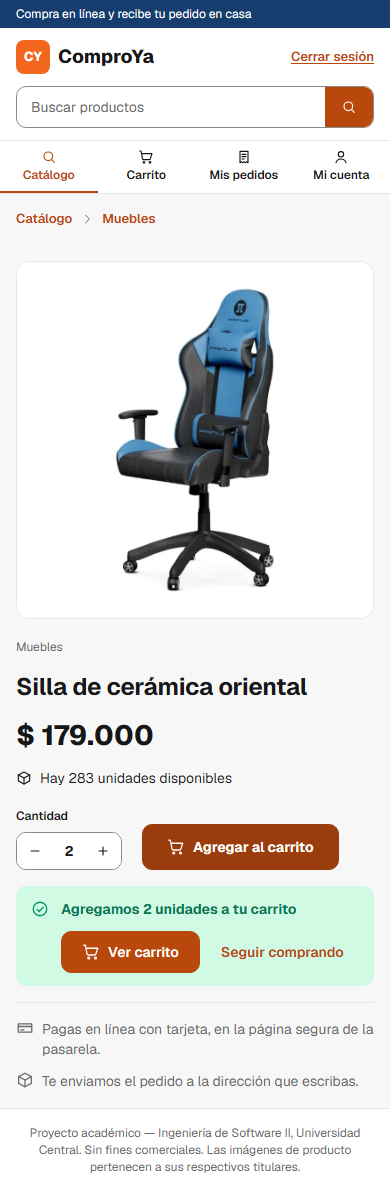 Compra en línea y recibe tu pedido en casa
CY ComproYa
Cerrar sesión
Buscar productos
Catálogo
Carrito
Mis pedidos
Mi cuenta
Catálogo
Muebles
Muebles
Silla de cerámica oriental
$ 179.000
Hay 283 unidades disponibles
Cantidad
2
Agregar al carrito
Agregamos 2 unidades a tu carrito
Ver carrito
Seguir comprando
Pagas en línea con tarjeta, en la página segura de la
pasarela.
Te enviamos el pedido a la dirección que escribas.
Proyecto académico — Ingeniería de Software II, Universidad
Central. Sin fines comerciales. Las imágenes de producto
pertenecen a sus respectivos titulares.